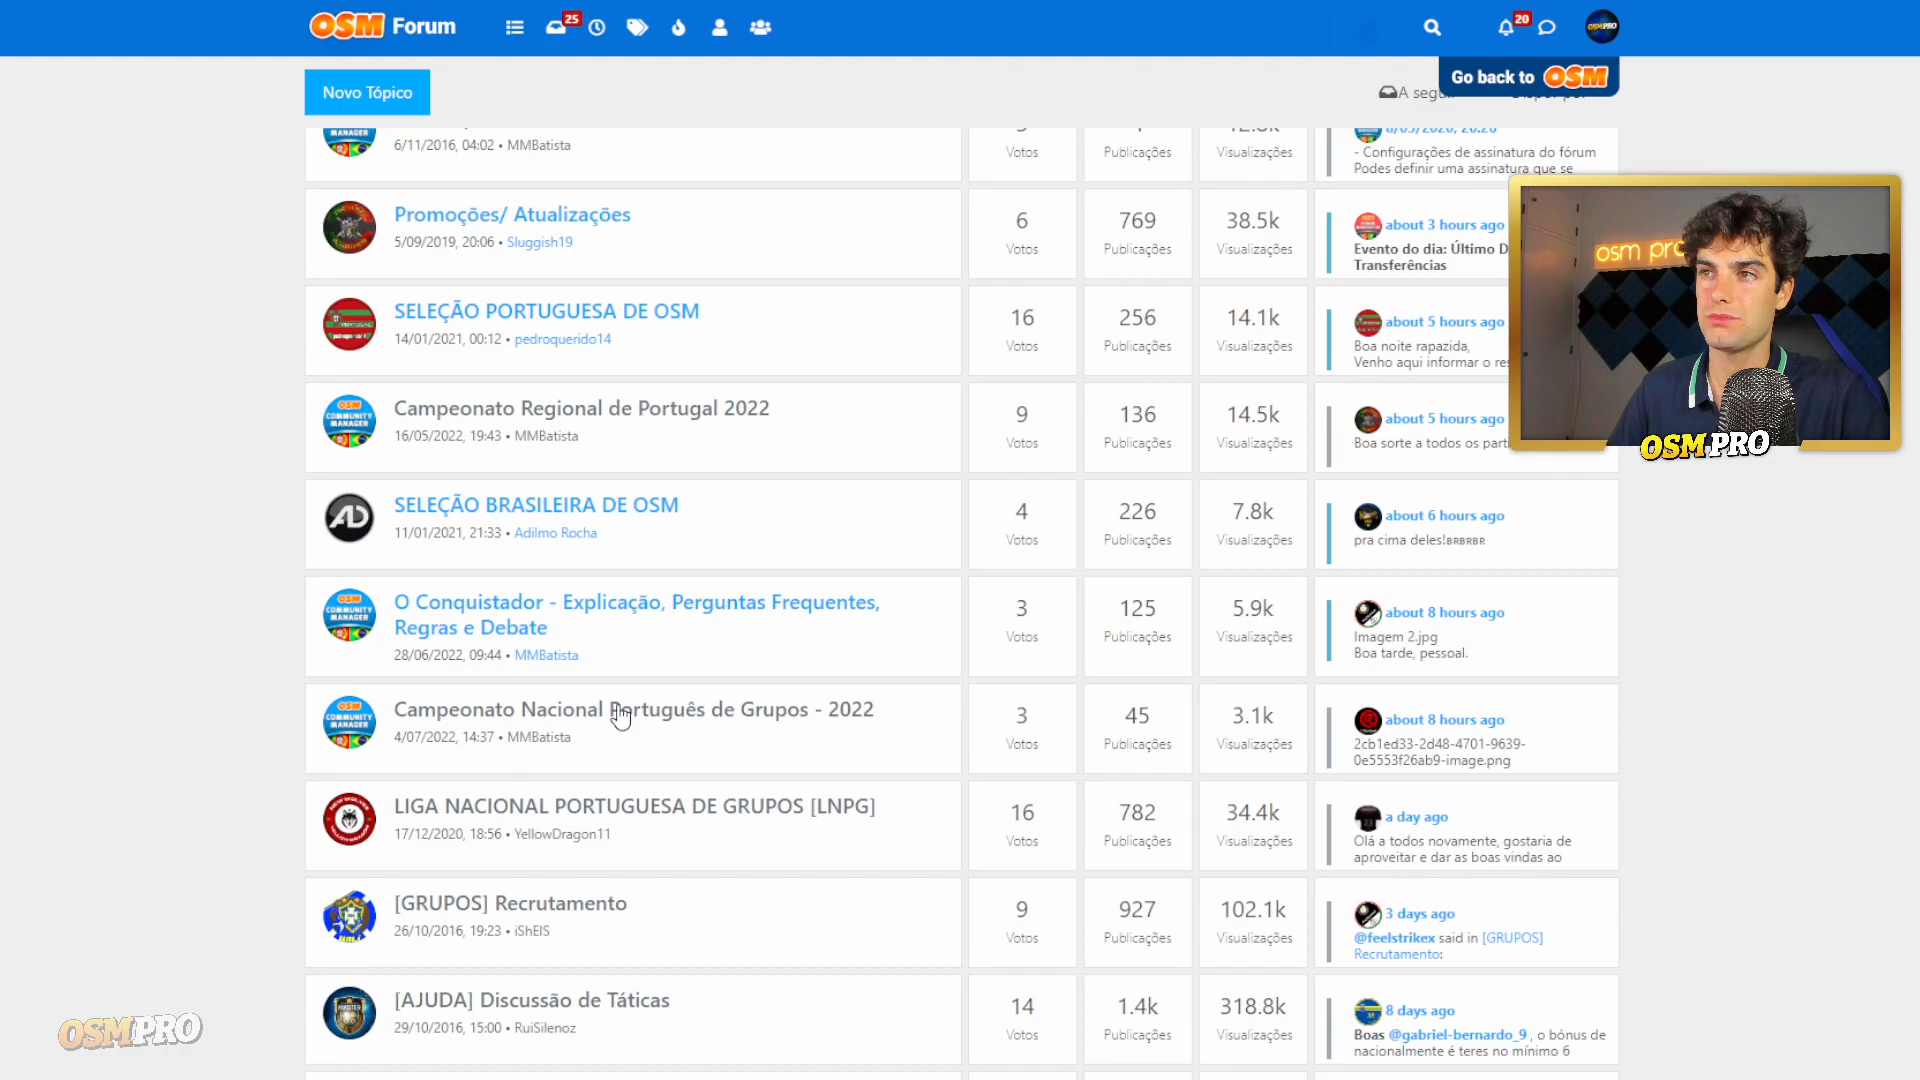 OSM Forum
25
20
OSMPRO
Novo Tópico
Go back to OSM
6/11/2016, 04:02 • MMBatista
Votos
Publicações
Visualizações
8/05/2020, 20:26
- Configurações de assinatura do fórum
Podes definir uma assinatura que se
Promoções/ Atualizações
5/09/2019, 20:06 • Sluggish19
6
Votos
769
Publicações
38.5k
Visualizações
about 3 hours ago
Evento do dia: Último D
Transferências
SELEÇÃO PORTUGUESA DE OSM
14/01/2021, 00:12 • pedroquerido14
16
Votos
256
Publicações
14.1k
Visualizações
about 5 hours ago
Boa noite rapazida,
Venho aqui informar o res
Campeonato Regional de Portugal 2022
16/05/2022, 19:43 • MMBatista
9
Votos
136
Publicações
14.5k
Visualizações
about 5 hours ago
Boa sorte a todos os parti
SELEÇÃO BRASILEIRA DE OSM
11/01/2021, 21:33 • Adilmo Rocha
4
Votos
226
Publicações
7.8k
Visualizações
about 6 hours ago
pra cima deles!BRBRBR
O Conquistador - Explicação, Perguntas Frequentes,
Regras e Debate
28/06/2022, 09:44 • MMBatista
3
Votos
125
Publicações
5.9k
Visualizações
about 8 hours ago
Imagem 2.jpg
Boa tarde, pessoal.
Campeonato Nacional Português de Grupos - 2022
4/07/2022, 14:37 • MMBatista
3
Votos
45
Publicações
3.1k
Visualizações
about 8 hours ago
2cb1ed33-2d48-4701-9639-
0e5553f26ab9-image.png
LIGA NACIONAL PORTUGUESA DE GRUPOS [LNPG]
17/12/2020, 18:56 • YellowDragon11
16
Votos
782
Publicações
34.4k
Visualizações
a day ago
Olá a todos novamente, gostaria de
aproveitar e dar as boas vindas ao
[GRUPOS] Recrutamento
26/10/2016, 19:23 • iShElS
9
Votos
927
Publicações
102.1k
Visualizações
3 days ago
@feelstrikex said in [GRUPOS]
Recrutamento:
[AJUDA] Discussão de Táticas
29/10/2016, 15:00 • RuiSilenoz
14
Votos
1.4k
Publicações
318.8k
Visualizações
8 days ago
Boas @gabriel-bernardo_9 , o bónus de
nacionalmente é teres no mínimo 6
osm pro
OSM PRO
OSMPRO
OSM
COMMUNITY
MANAGER
AD